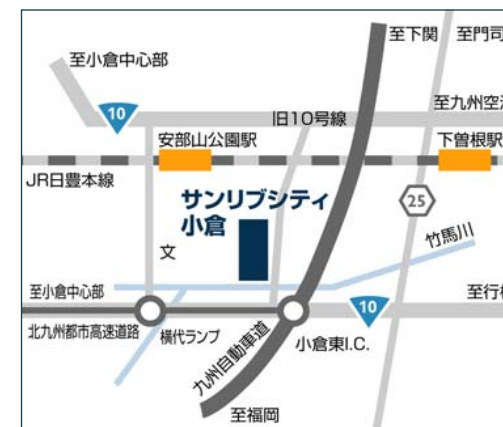 至下関
至門司
至小倉中心部
10
至九州空
旧10号線
安部山公園駅
下曽根駅
JR日豊本線
サンリブシティ
小倉
25
文
竹馬川
至小倉中心部
10
至行
北九州都市高速道路
横代ランプ
小倉東I.C.
九州自動車道
至福岡